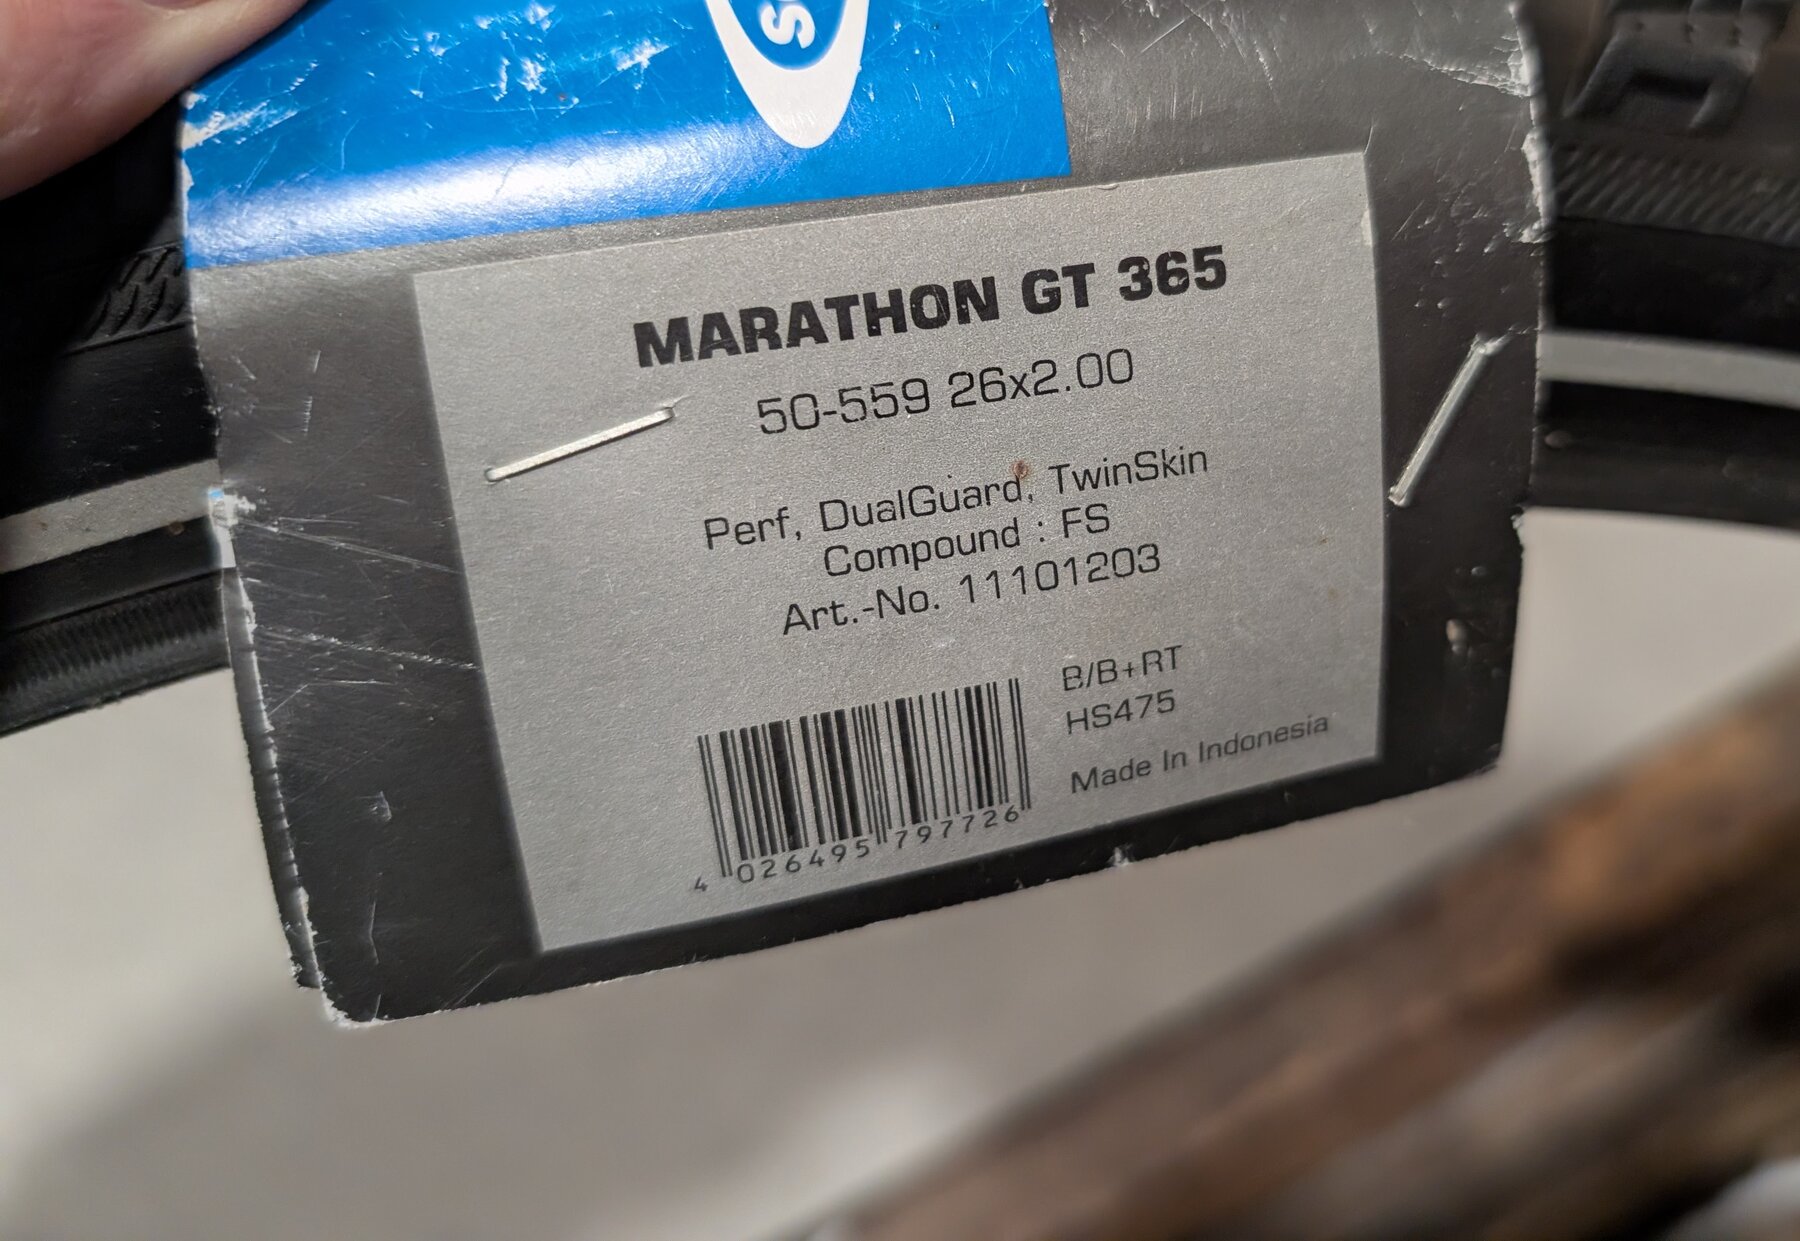 MARATHON GT 365
50-559 26x2.00
Perf, DualGuard, TwinSkin
Compound : FS
Art.-No. 11101203
B/B+RT
HS475
Made In Indonesia
4 026495 797726